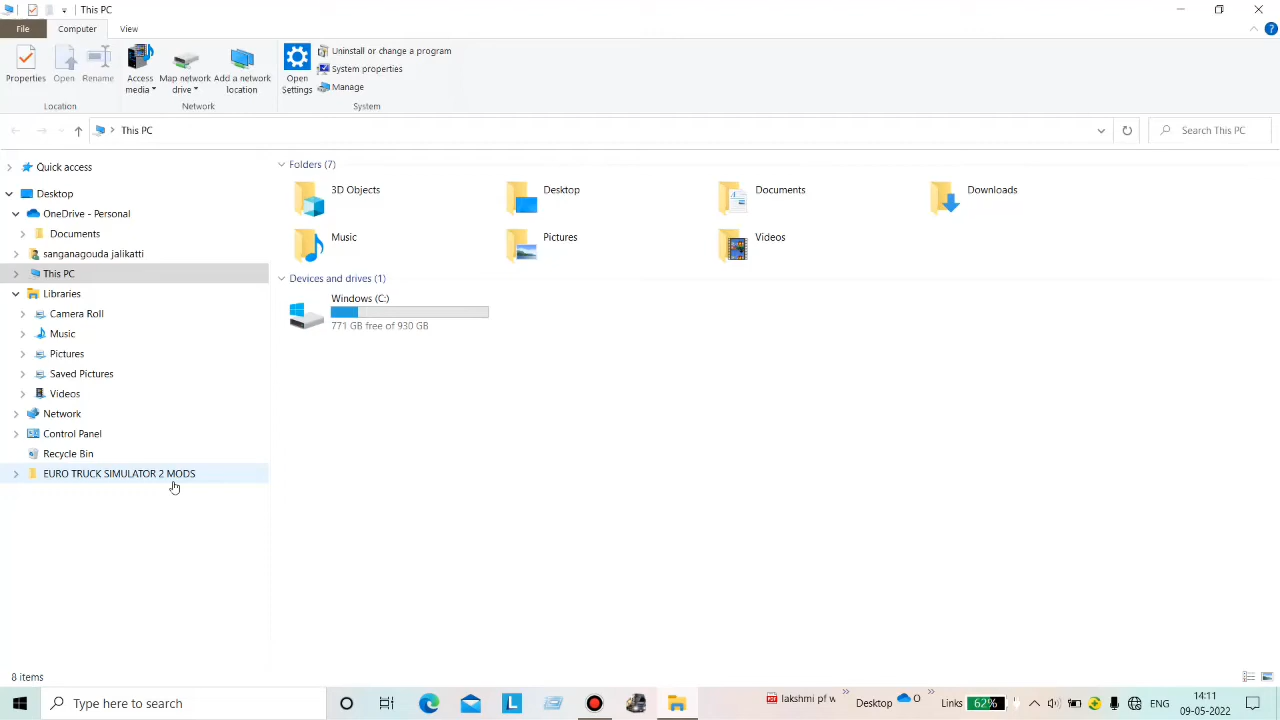 This PC
File
Computer
View
Properties
Open
Rename
Access media
Map network drive
Add a network location
Open Settings
Uninstall or change a program
System properties
Manage
Location
Network
System
This PC
Search This PC
Quick access
Desktop
OneDrive - Personal
Documents
sanganagouda jalikatti
This PC
Libraries
Camera Roll
Music
Pictures
Saved Pictures
Videos
Network
Control Panel
Recycle Bin
EURO TRUCK SIMULATOR 2 MODS
Folders (7)
3D Objects
Desktop
Documents
Downloads
Music
Pictures
Videos
Devices and drives (1)
Windows (C:)
771 GB free of 930 GB
8 items
Type here to search
L
lakshmi pf w
Desktop
O
62%
ENG
14:11
09-05-2022